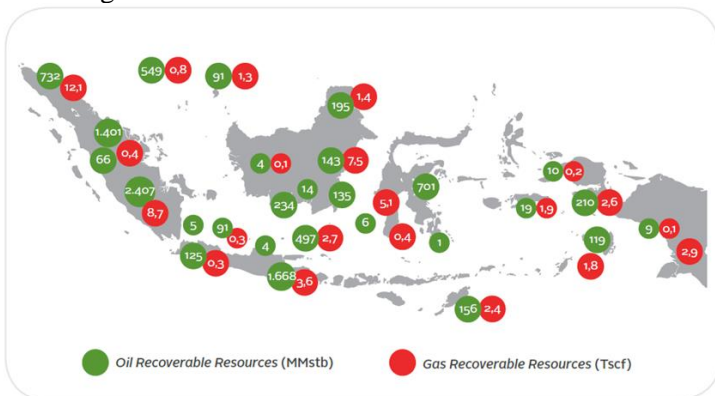 549 0,8 91 1,3
732 12,1
195 1,4
1.401
66 0,4
4 0,1 143 7,5
10 0,2
2.407 14 135 701
8,7 234 5,1 19 1,9 210 2,6
5 91 0,3 6 9 0,1
4 497 2,7 0,4 1 119 2,9
125 0,3
1.668 3,6 1,8
156 2,4
Oil Recoverable Resources (MMstb) Gas Recoverable Resources (Tscf)